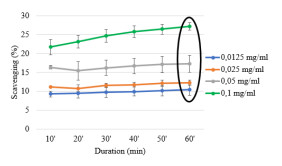 Scavenging (%)
30
25
20
15
10
5
0
10' 20' 30' 40' 50' 60'
Duration (min)
0,0125 mg/ml
0,025 mg/ml
0,05 mg/ml
0,1 mg/ml